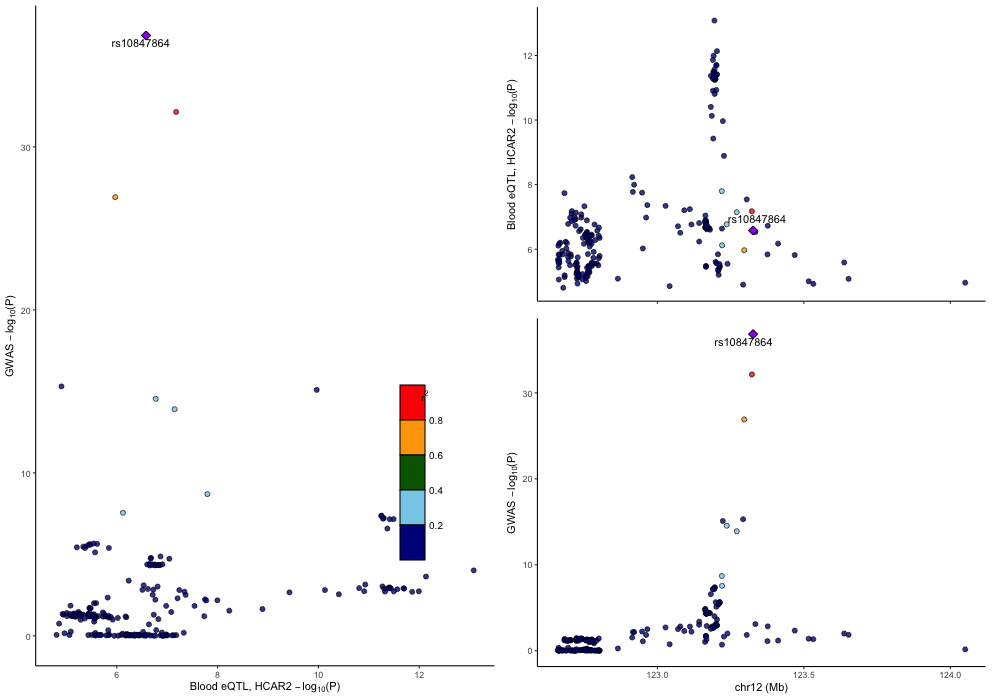 GWAS −log10(P)
30
20
10
0
rs10847864
r2
0.8
0.6
0.4
0.2
6
8
10
12
Blood eQTL, HCAR2 −log10(P)
Blood eQTL, HCAR2 −log10(P)
12
10
8
6
rs10847864
GWAS −log10(P)
30
20
10
0
rs10847864
123.0
123.5
124.0
chr12 (Mb)